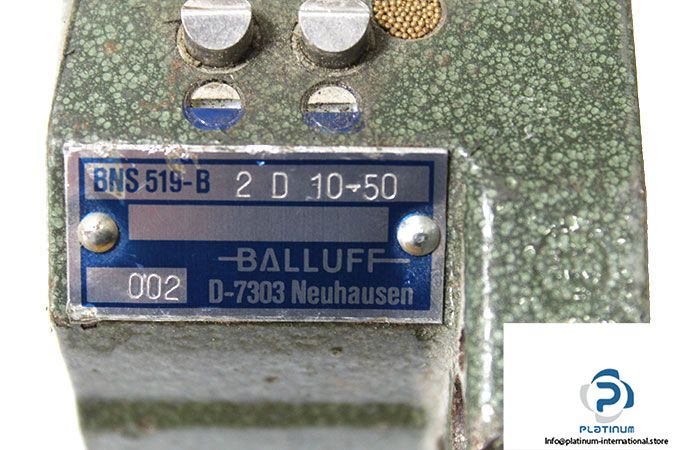 BNS 519-B 2 D 10-50
BALLUFF
002 D-7303 Neuhausen
PLATINUM
Info@platinum-international.store